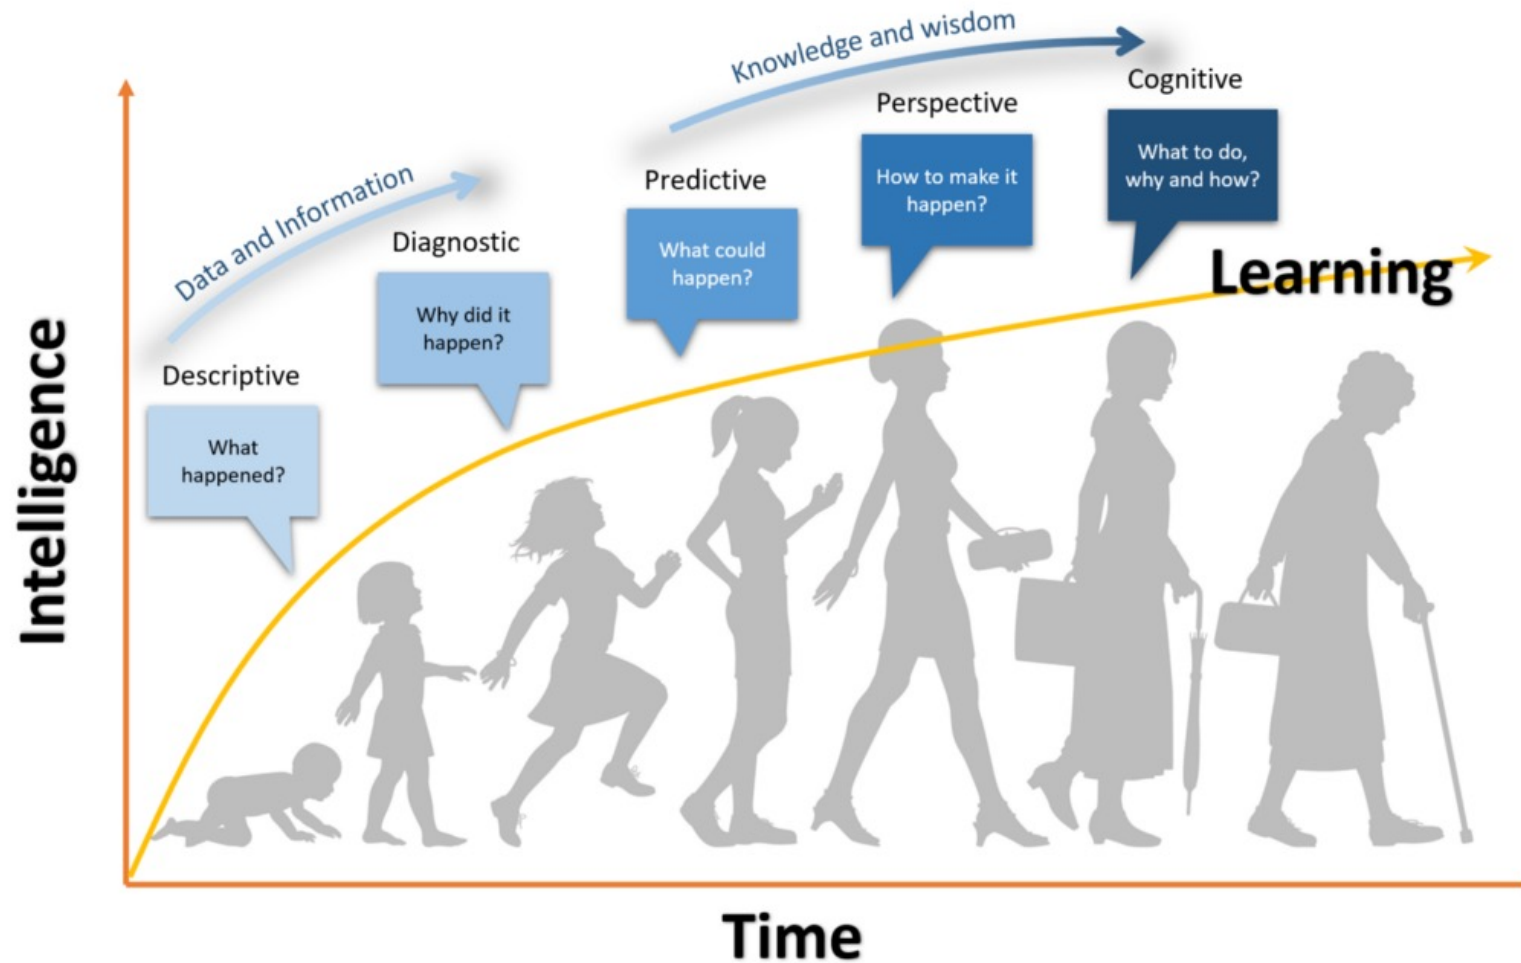 Knowledge and wisdom
Cognitive
What to do,
why and how?
Perspective
How to make it
happen?
Data and Information
Predictive
What could
happen?
Diagnostic
Why did it
happen?
Learning
Descriptive
What
happened?
Intelligence
Time